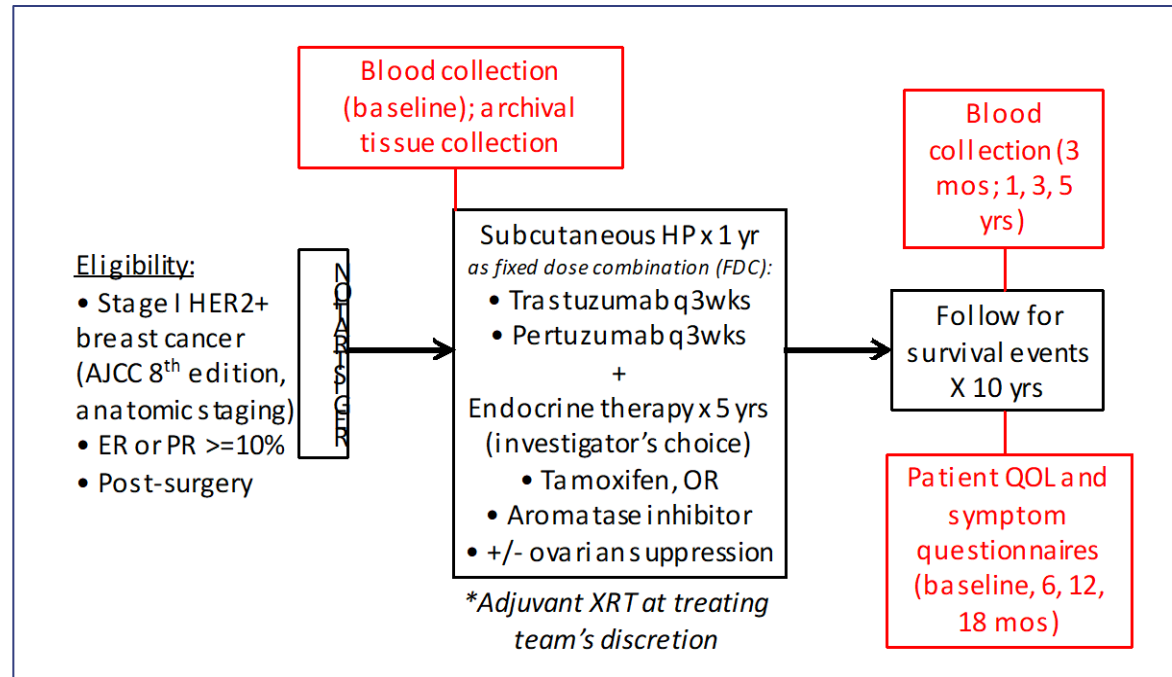 Blood collection
(baseline); archival
tissue collection
Eligibility:
• Stage I HER2+
breast cancer
(AJCC 8th edition,
anatomic staging)
• ER or PR >=10%
• Post-surgery
REGISTRATION
Subcutaneous HP x 1 yr
as fixed dose combination (FDC):
• Trastuzumab q3wks
• Pertuzumab q3wks
+
Endocrine therapy x 5 yrs
(investigator's choice)
• Tamoxifen, OR
• Aromatase inhibitor
• +/- ovarian suppression
*Adjuvant XRT at treating
team's discretion
Blood
collection (3
mos; 1, 3, 5
yrs)
Follow for
survival events
X 10 yrs
Patient QOL and
symptom
questionnaires
(baseline, 6, 12,
18 mos)